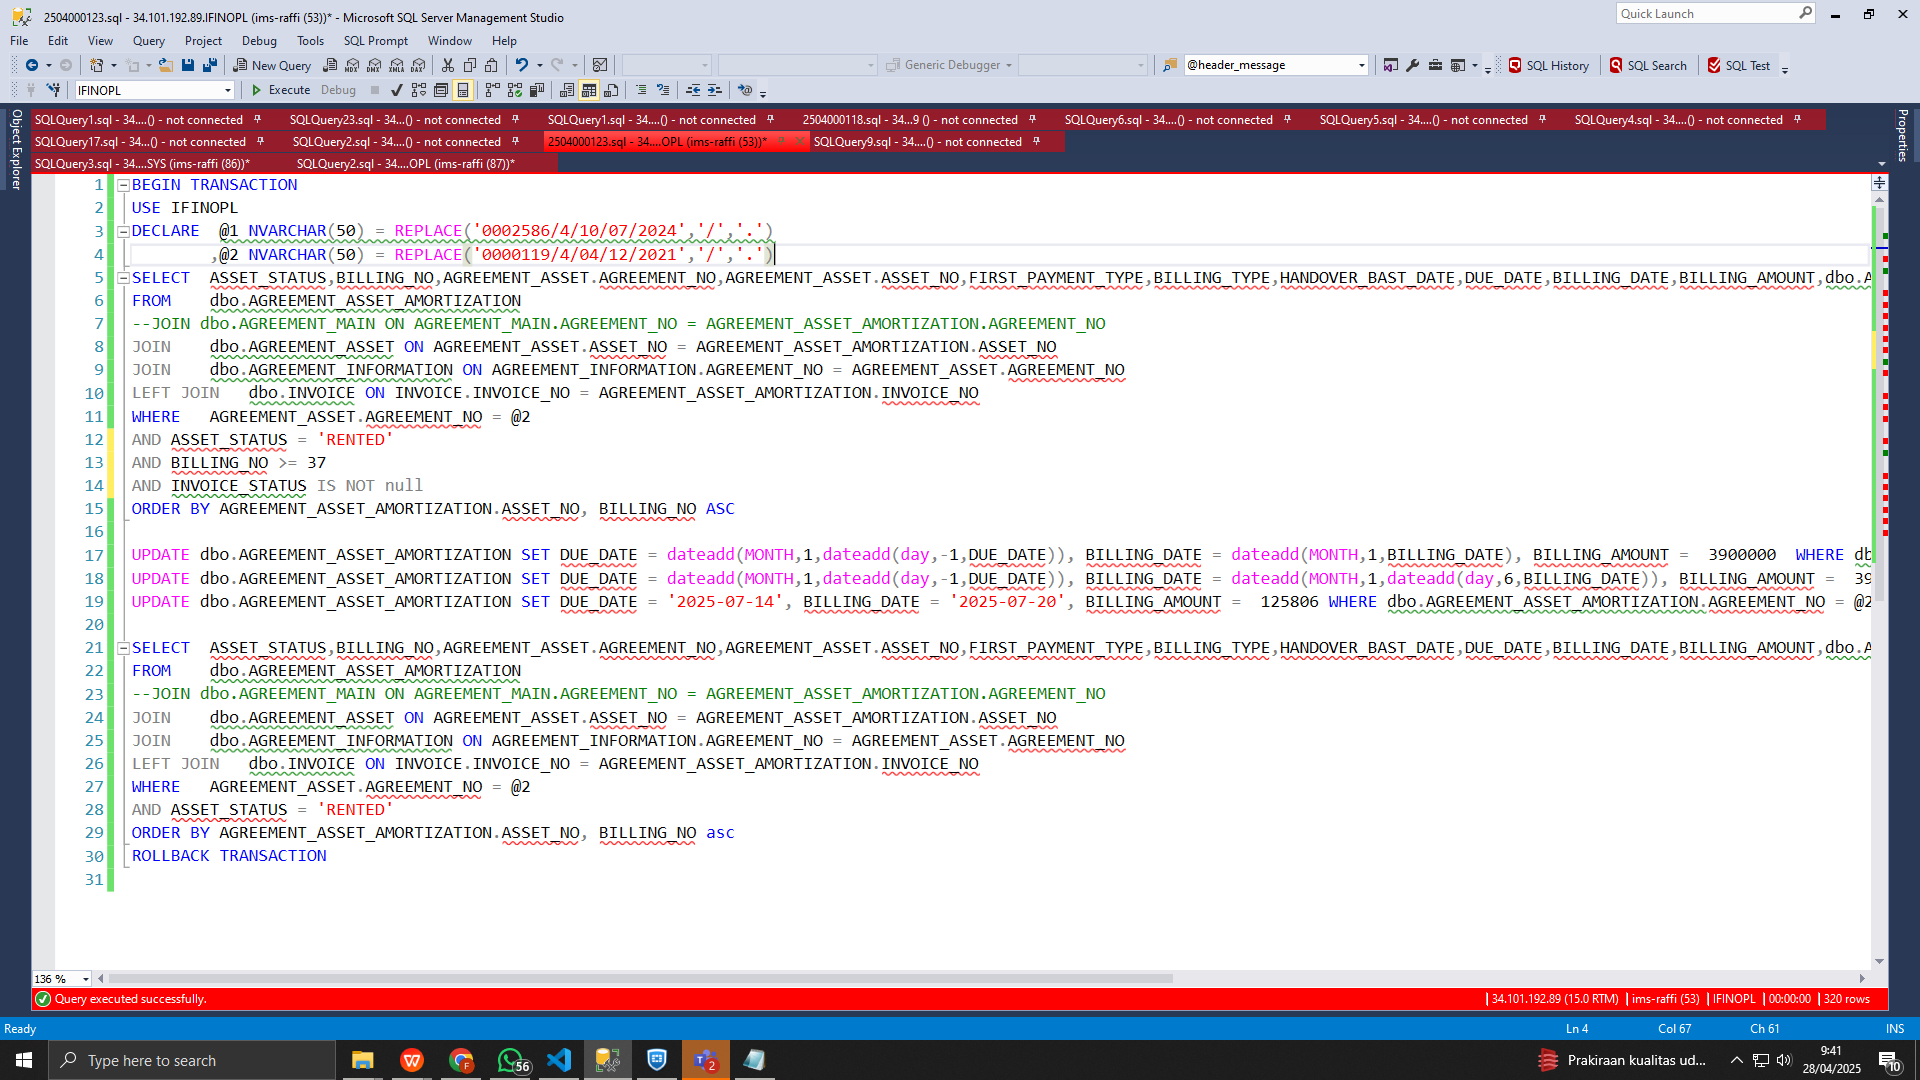 2504000123.sql - 34.101.192.89.IFINOPL (ims-raffi (53))* - Microsoft SQL Server Management Studio
Quick Launch
File Edit View Query Project Debug Tools SQL Prompt Window Help
New Query
MDX
DMX
XMLA
DAX
Generic Debugger
@header_message
SQL History
SQL Search
SQL Test
IFINOPL
Execute Debug
Object Explorer
Properties
SQLQuery1.sql - 34....() - not connected
SQLQuery23.sql - 34....() - not connected
SQLQuery1.sql - 34....() - not connected
2504000118.sql - 34...9 () - not connected
SQLQuery6.sql - 34....() - not connected
SQLQuery5.sql - 34....() - not connected
SQLQuery4.sql - 34....() - not connected
SQLQuery17.sql - 34....() - not connected
SQLQuery2.sql - 34....() - not connected
2504000123.sql - 34....OPL (ims-raffi (53))*
SQLQuery9.sql - 34....() - not connected
SQLQuery3.sql - 34....SYS (ims-raffi (86))*
SQLQuery2.sql - 34....OPL (ims-raffi (87))*
1 BEGIN TRANSACTION
2 USE IFINOPL
3 DECLARE @1 NVARCHAR(50) = REPLACE('0002586/4/10/07/2024','/','.')
4 ,@2 NVARCHAR(50) = REPLACE('0000119/4/04/12/2021','/','.')
5 SELECT ASSET_STATUS,BILLING_NO,AGREEMENT_ASSET.AGREEMENT_NO,AGREEMENT_ASSET.ASSET_NO,FIRST_PAYMENT_TYPE,BILLING_TYPE,HANDOVER_BAST_DATE,DUE_DATE,BILLING_DATE,BILLING_AMOUNT,dbo.A
6 FROM dbo.AGREEMENT_ASSET_AMORTIZATION
7 --JOIN dbo.AGREEMENT_MAIN ON AGREEMENT_MAIN.AGREEMENT_NO = AGREEMENT_ASSET_AMORTIZATION.AGREEMENT_NO
8 JOIN dbo.AGREEMENT_ASSET ON AGREEMENT_ASSET.ASSET_NO = AGREEMENT_ASSET_AMORTIZATION.ASSET_NO
9 JOIN dbo.AGREEMENT_INFORMATION ON AGREEMENT_INFORMATION.AGREEMENT_NO = AGREEMENT_ASSET.AGREEMENT_NO
10 LEFT JOIN dbo.INVOICE ON INVOICE.INVOICE_NO = AGREEMENT_ASSET_AMORTIZATION.INVOICE_NO
11 WHERE AGREEMENT_ASSET.AGREEMENT_NO = @2
12 AND ASSET_STATUS = 'RENTED'
13 AND BILLING_NO >= 37
14 AND INVOICE_STATUS IS NOT null
15 ORDER BY AGREEMENT_ASSET_AMORTIZATION.ASSET_NO, BILLING_NO ASC
16
17 UPDATE dbo.AGREEMENT_ASSET_AMORTIZATION SET DUE_DATE = dateadd(MONTH,1,dateadd(day,-1,DUE_DATE)), BILLING_DATE = dateadd(MONTH,1,BILLING_DATE), BILLING_AMOUNT = 3900000 WHERE db
18 UPDATE dbo.AGREEMENT_ASSET_AMORTIZATION SET DUE_DATE = dateadd(MONTH,1,dateadd(day,-1,DUE_DATE)), BILLING_DATE = dateadd(MONTH,1,dateadd(day,6,BILLING_DATE)), BILLING_AMOUNT = 39
19 UPDATE dbo.AGREEMENT_ASSET_AMORTIZATION SET DUE_DATE = '2025-07-14', BILLING_DATE = '2025-07-20', BILLING_AMOUNT = 125806 WHERE dbo.AGREEMENT_ASSET_AMORTIZATION.AGREEMENT_NO = @2
20
21 SELECT ASSET_STATUS,BILLING_NO,AGREEMENT_ASSET.AGREEMENT_NO,AGREEMENT_ASSET.ASSET_NO,FIRST_PAYMENT_TYPE,BILLING_TYPE,HANDOVER_BAST_DATE,DUE_DATE,BILLING_DATE,BILLING_AMOUNT,dbo.A
22 FROM dbo.AGREEMENT_ASSET_AMORTIZATION
23 --JOIN dbo.AGREEMENT_MAIN ON AGREEMENT_MAIN.AGREEMENT_NO = AGREEMENT_ASSET_AMORTIZATION.AGREEMENT_NO
24 JOIN dbo.AGREEMENT_ASSET ON AGREEMENT_ASSET.ASSET_NO = AGREEMENT_ASSET_AMORTIZATION.ASSET_NO
25 JOIN dbo.AGREEMENT_INFORMATION ON AGREEMENT_INFORMATION.AGREEMENT_NO = AGREEMENT_ASSET.AGREEMENT_NO
26 LEFT JOIN dbo.INVOICE ON INVOICE.INVOICE_NO = AGREEMENT_ASSET_AMORTIZATION.INVOICE_NO
27 WHERE AGREEMENT_ASSET.AGREEMENT_NO = @2
28 AND ASSET_STATUS = 'RENTED'
29 ORDER BY AGREEMENT_ASSET_AMORTIZATION.ASSET_NO, BILLING_NO asc
30 ROLLBACK TRANSACTION
31
136 %
Query executed successfully.
34.101.192.89 (15.0 RTM) ims-raffi (53) IFINOPL 00:00:00 320 rows
Ready
Ln 4 Col 67 Ch 61 INS
Type here to search
56
2
Prakiraan kualitas ud...
9:41
28/04/2025
10